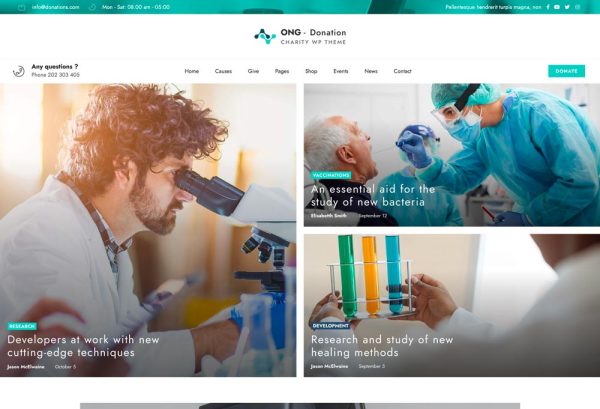 info@donations.com
Mon - Sat: 08.00 am - 05:00
Pellentesque hendrerit turpis magna, non
ONG - Donation
CHARITY WP THEME
Any questions ?
Phone 202 303 405
Home
Causes
Give
Pages
Shop
Events
News
Contact
DONATE
RESEARCH
Developers at work with new
cutting-edge techniques
Jason McElwaine
October 5
VACCINATIONS
An essential aid for the
study of new bacteria
Elisabeth Smith
September 12
DEVELOPMENT
Research and study of new
healing methods
Jason McElwaine
September 5